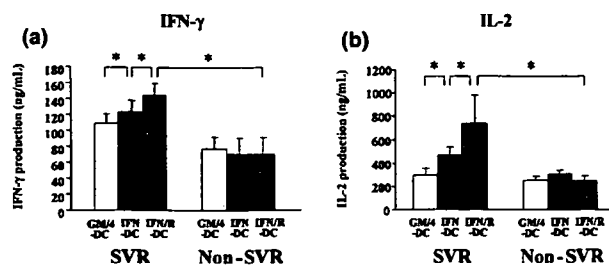 IFN-γ
(a)
IFN-γ production (ng/mL)
160
140
120
100
80
60
40
20
0
* * *
GM/4 -DC
IFN -DC
IFN/R -DC
GM/4 -DC
IFN -DC
IFN/R -DC
SVR
Non-SVR
IL-2
(b)
IL-2 production (ng/mL)
1200
1000
800
600
400
200
0
* * *
GM/4 -DC
IFN -DC
IFN/R -DC
GM/4 -DC
IFN -DC
IFN/R -DC
SVR
Non-SVR